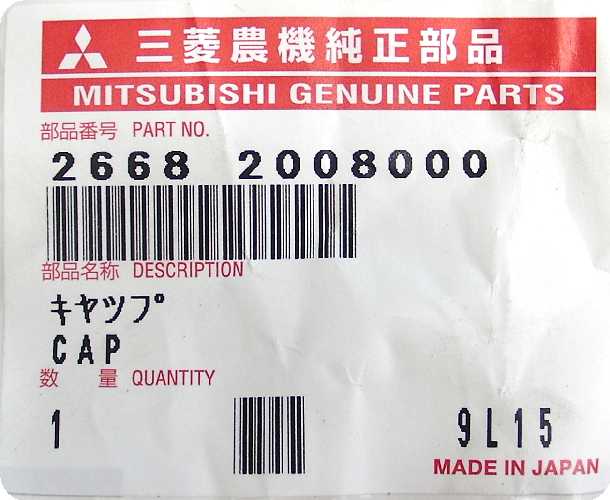 三菱農機純正部品
MITSUBISHI GENUINE PARTS
部品番号 PART NO.
2668 2008000
部品名称 DESCRIPTION
キヤツプ
CAP
数 量 QUANTITY
1 9L15
MADE IN JAPAN